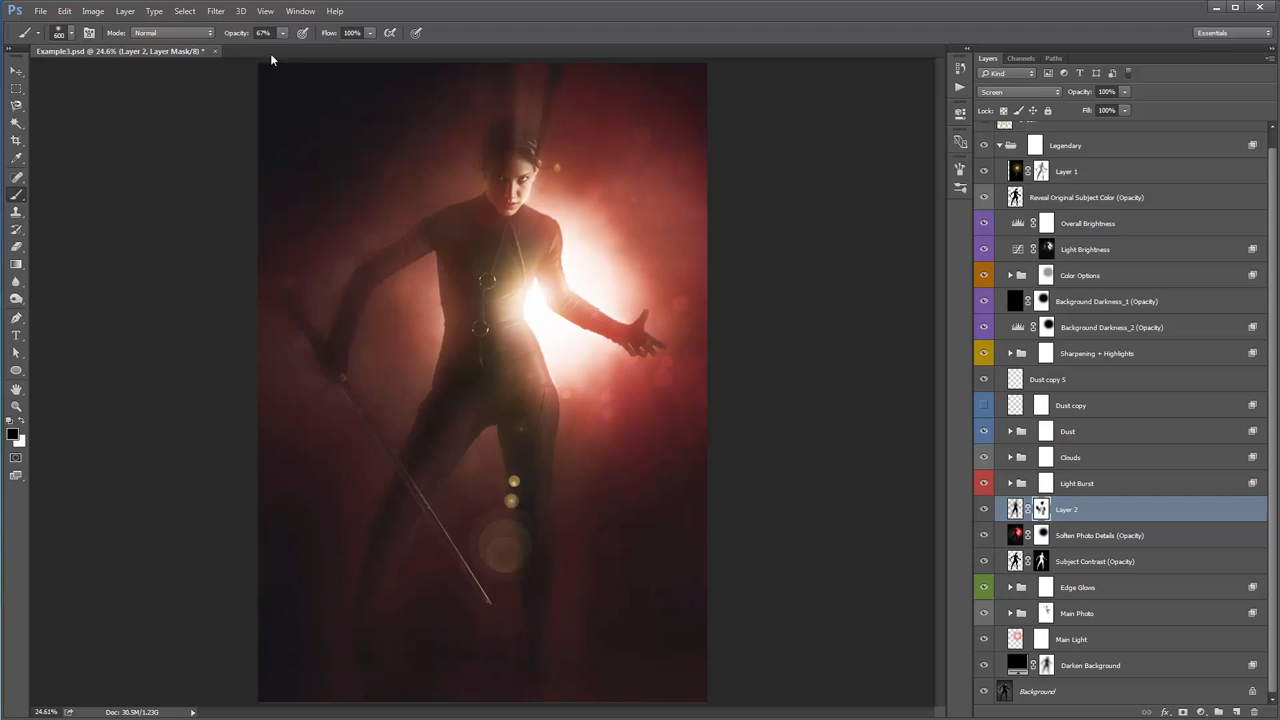 Ps File Edit Image Layer Type Select Filter 3D View Window Help
600 Mode: Normal Opacity: 67% Flow: 100% Essentials
Example3.psd @ 24.6% (Layer 2, Layer Mask/8) * ×
Layers Channels Paths
Kind
Screen Opacity: 100%
Lock: Fill: 100%
Legendary
Layer 1
Reveal Original Subject Color (Opacity)
Overall Brightness
Light Brightness
Color Options
Background Darkness_1 (Opacity)
Background Darkness_2 (Opacity)
Sharpening + Highlights
Dust copy 5
Dust copy
Dust
Clouds
Light Burst
Layer 2
Soften Photo Details (Opacity)
Subject Contrast (Opacity)
Edge Glows
Main Photo
Main Light
Darken Background
Background
24.61% Doc: 30.5M/1.23G
fx